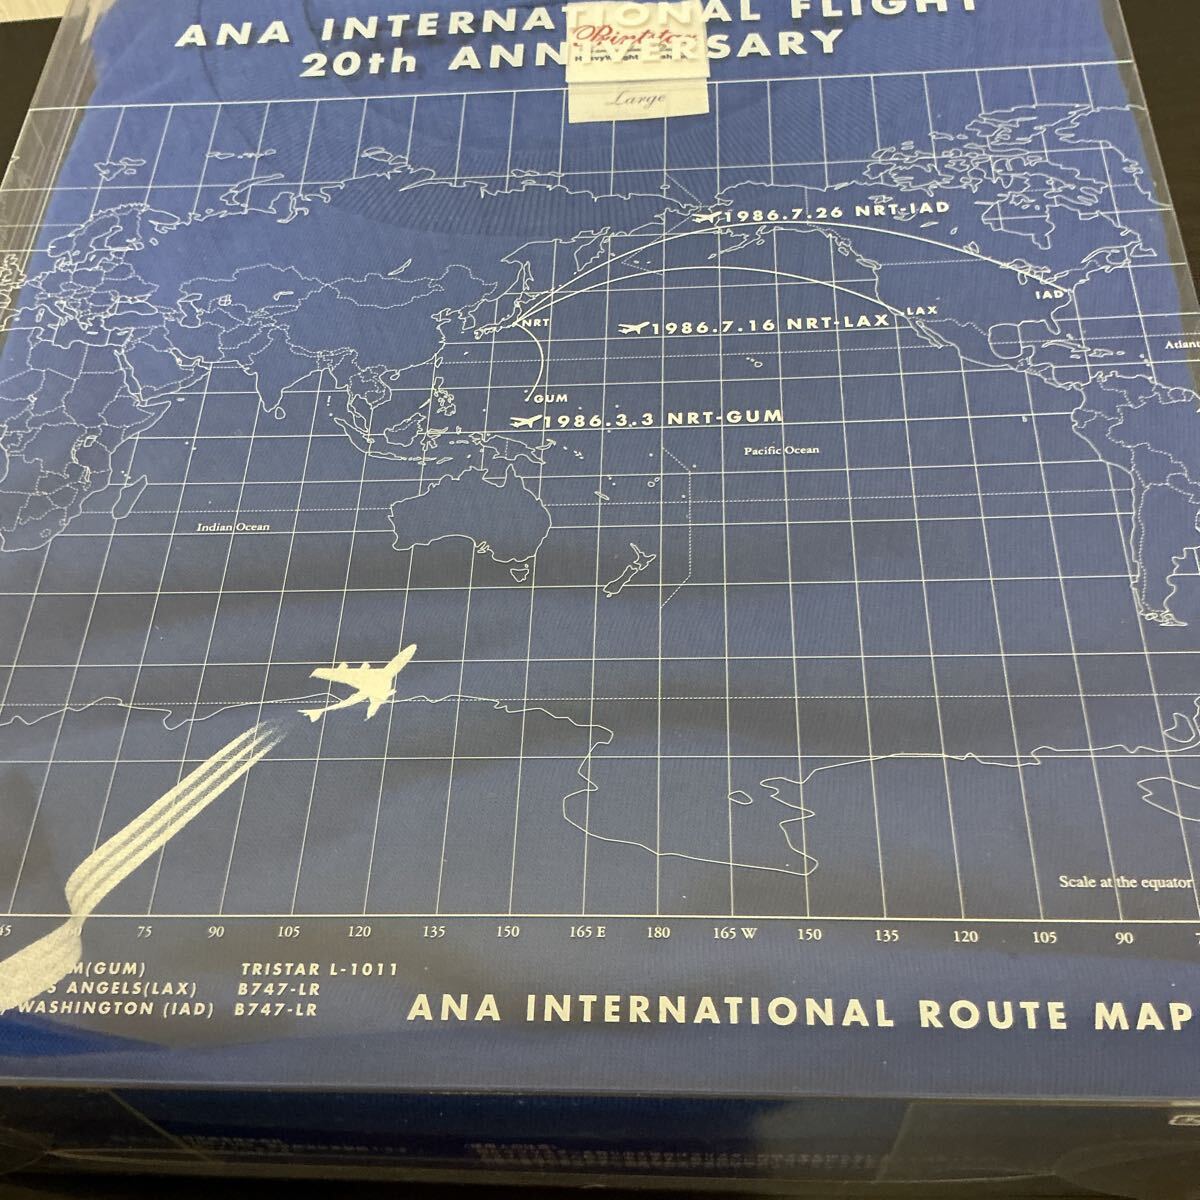 ANA INTERNATIONAL FLIGHT
20th ANNIVERSARY
Printstar
Large
1986.7.26 NRT-IAD
IAD
LAX
NRT
1986.7.16 NRT-LAX
GUM
1986.3.3 NRT-GUM
Pacific Ocean
Indian Ocean
Scale at the equator
75 90 105 120 135 150 165 E 180 165 W 150 135 120 105 90
(GUM) TRISTAR L-1011
ANGELS(LAX) B747-LR
WASHINGTON (IAD) B747-LR
ANA INTERNATIONAL ROUTE MAP